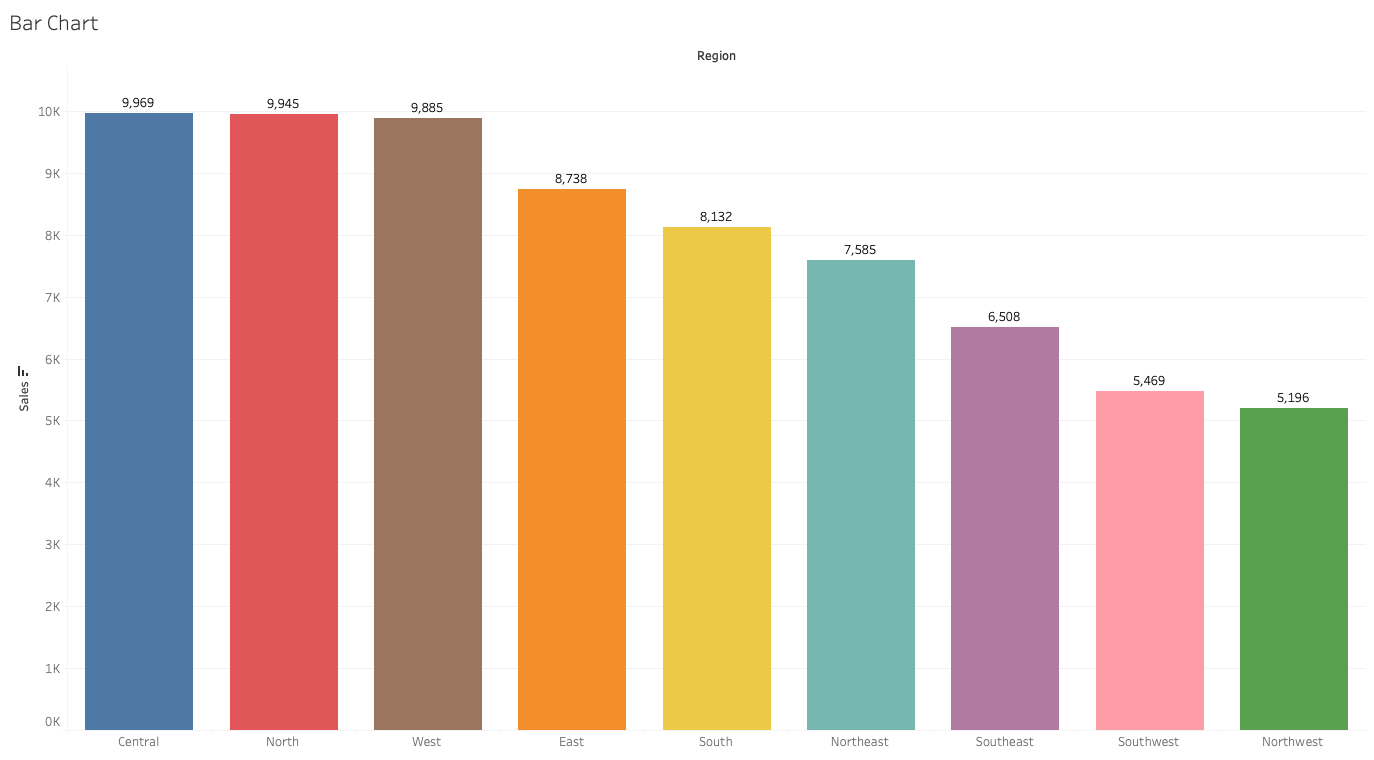 Bar Chart
Region
9,969
9,945
9,885
8,738
8,132
7,585
6,508
5,469
5,196
10K
9K
8K
7K
6K
5K
4K
3K
2K
1K
0K
Sales
Central
North
West
East
South
Northeast
Southeast
Southwest
Northwest